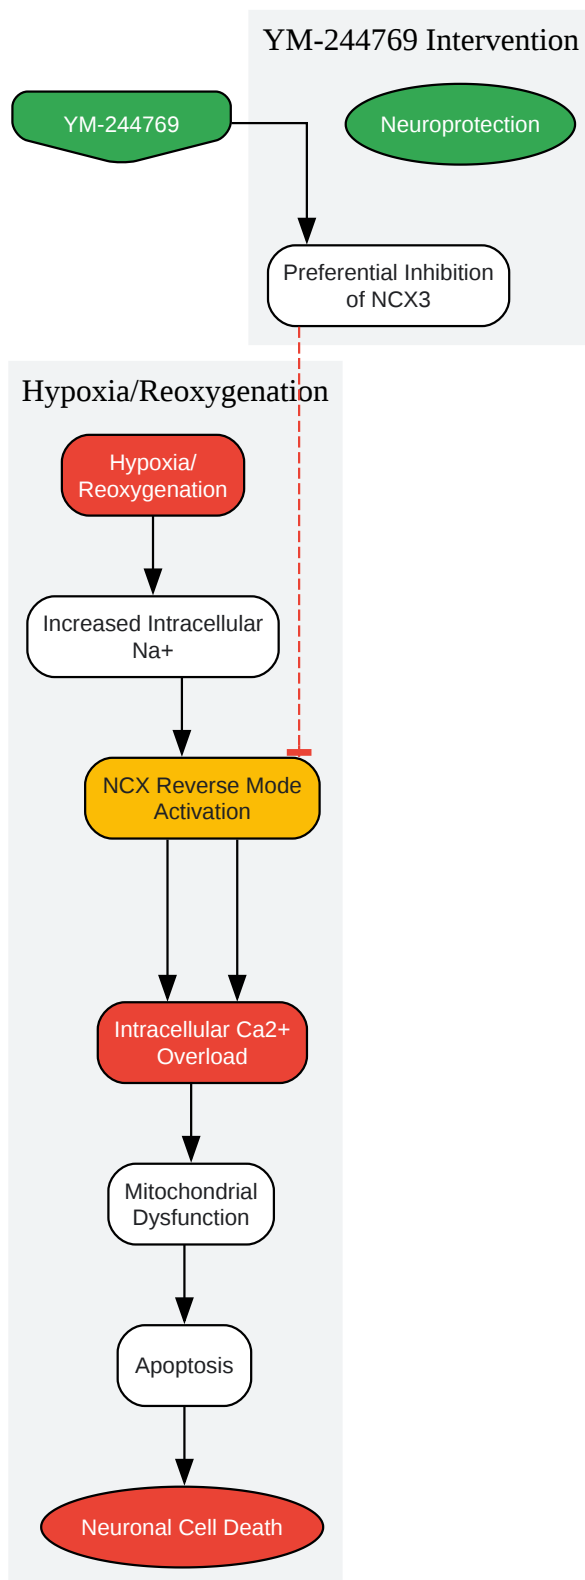 YM-244769 Intervention
YM-244769
Neuroprotection
Preferential Inhibition
of NCX3
Hypoxia/Reoxygenation
Hypoxia/
Reoxygenation
Increased Intracellular
Na+
NCX Reverse Mode
Activation
Intracellular Ca2+
Overload
Mitochondrial
Dysfunction
Apoptosis
Neuronal Cell Death